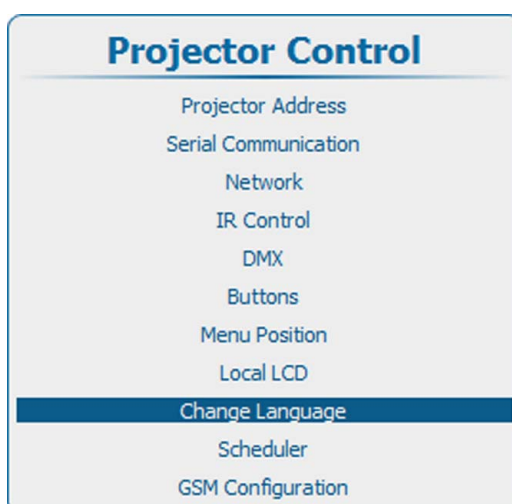 Projector Control
Projector Address
Serial Communication
Network
IR Control
DMX
Buttons
Menu Position
Local LCD
Change Language
Scheduler
GSM Configuration